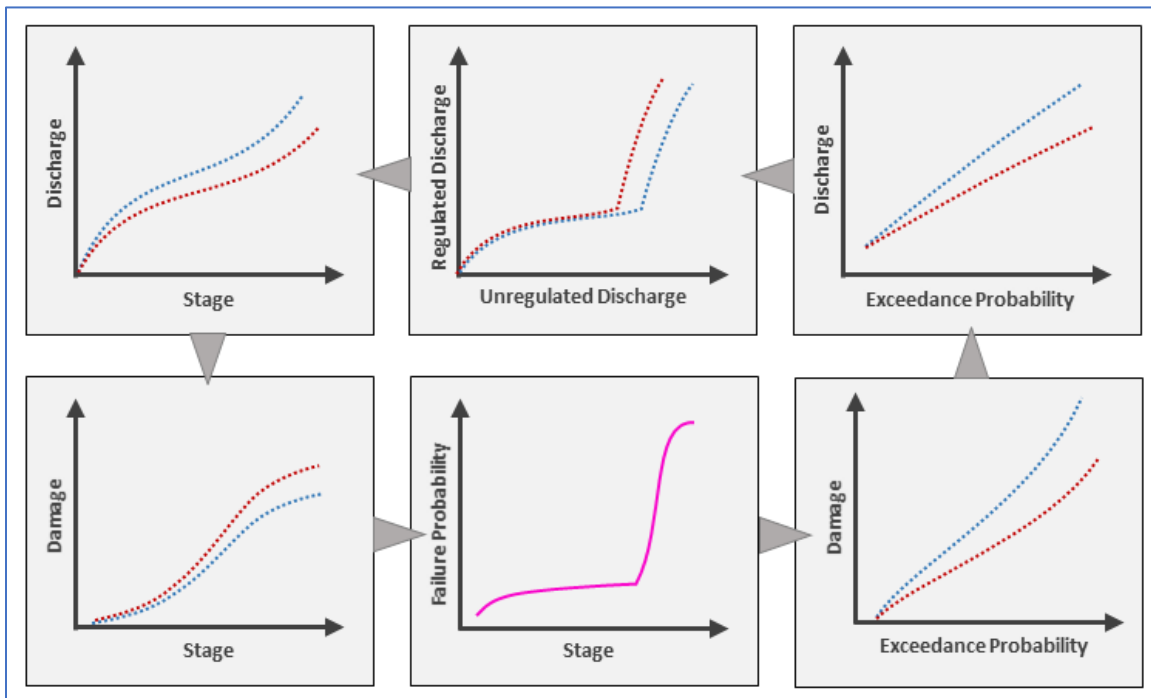 Discharge
Stage
Regulated Discharge
Unregulated Discharge
Discharge
Exceedance Probability
Damage
Stage
Failure Probability
Stage
Damage
Exceedance Probability